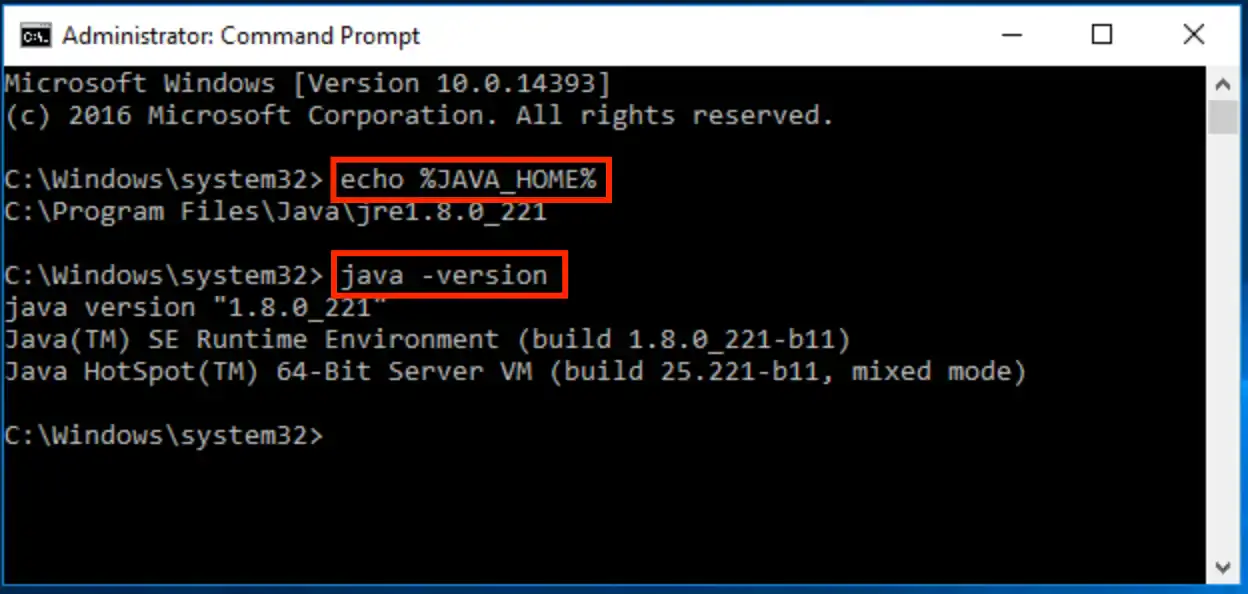 Administrator: Command Prompt
Microsoft Windows [Version 10.0.14393]
(c) 2016 Microsoft Corporation. All rights reserved.
C:\Windows\system32> echo %JAVA_HOME%
C:\Program Files\Java\jre1.8.0_221
C:\Windows\system32> java -version
java version "1.8.0_221"
Java(TM) SE Runtime Environment (build 1.8.0_221-b11)
Java HotSpot(TM) 64-Bit Server VM (build 25.221-b11, mixed mode)
C:\Windows\system32>